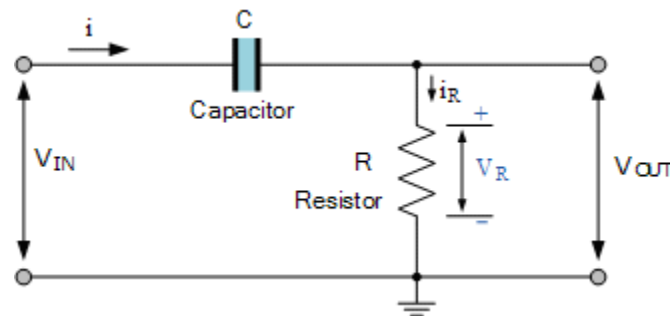 C
i
Capacitor
iR
+
VIN
R
VR
VOUT
Resistor
−